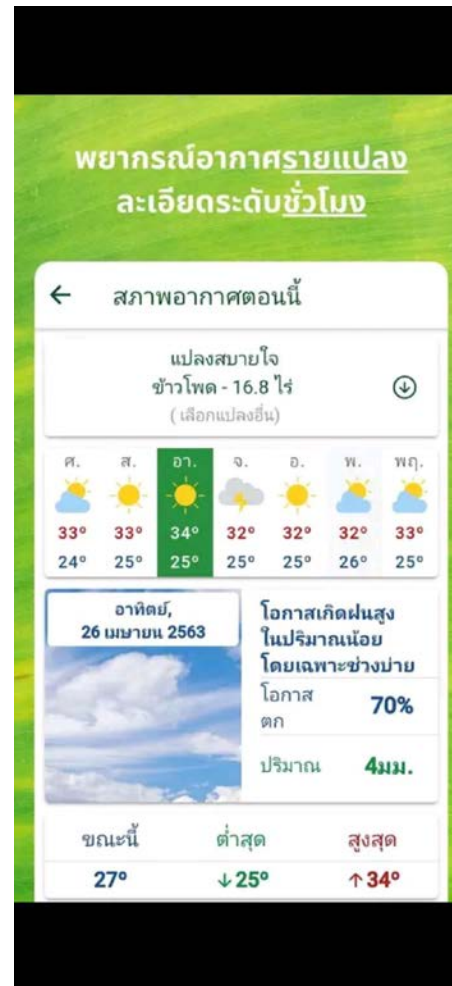 พยากรณ์อากาศรายแปลง
ละเอียดระดับชั่วโมง
สภาพอากาศตอนนี้
แปลงสบายใจ
ข้าวโพด - 16.8 ไร่
( เลือกแปลงอื่น)
ศ. ส. อา. จ. อ. พ. พฤ.
33° 33° 34° 32° 32° 32° 33°
24° 25° 25° 25° 25° 26° 25°
อาทิตย์,
26 เมษายน 2563
โอกาสเกิดฝนสูง
ในปริมาณน้อย
โดยเฉพาะช่วงบ่าย
โอกาส
ตก
70%
ปริมาณ 4มม.
ขณะนี้ ต่ำสุด สูงสุด
27° ↓25° ↑34°